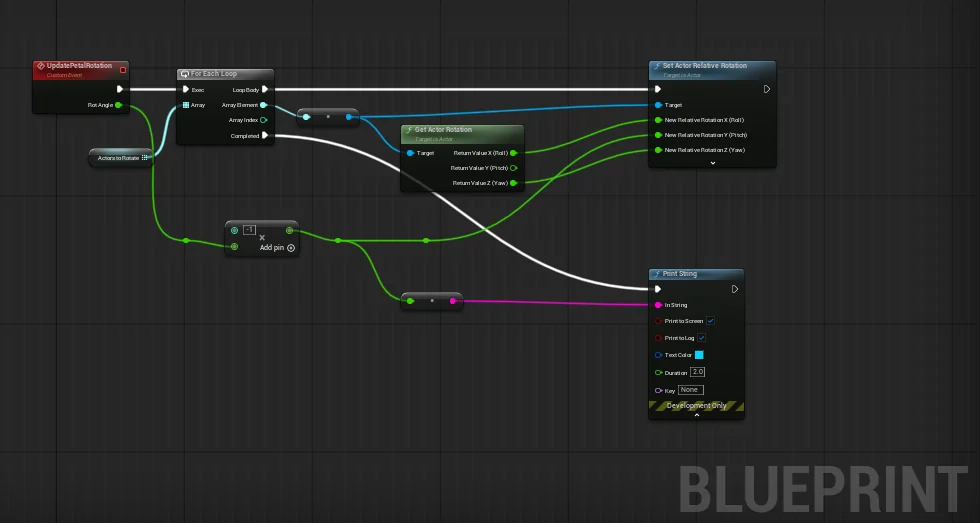 UpdatePetalRotation
Custom Event
Rot Angle
Actors to Rotate
For Each Loop
Exec
Loop Body
Array
Array Element
Array Index
Completed
Get Actor Rotation
Target is Actor
Target
Return Value X (Roll)
Return Value Y (Pitch)
Return Value Z (Yaw)
Set Actor Relative Rotation
Target is Actor
Target
New Relative Rotation X (Roll)
New Relative Rotation Y (Pitch)
New Relative Rotation Z (Yaw)
-1
Add pin
Print String
In String
Print to Screen
Print to Log
Text Color
Duration 2.0
Key None
Development Only
BLUEPRINT